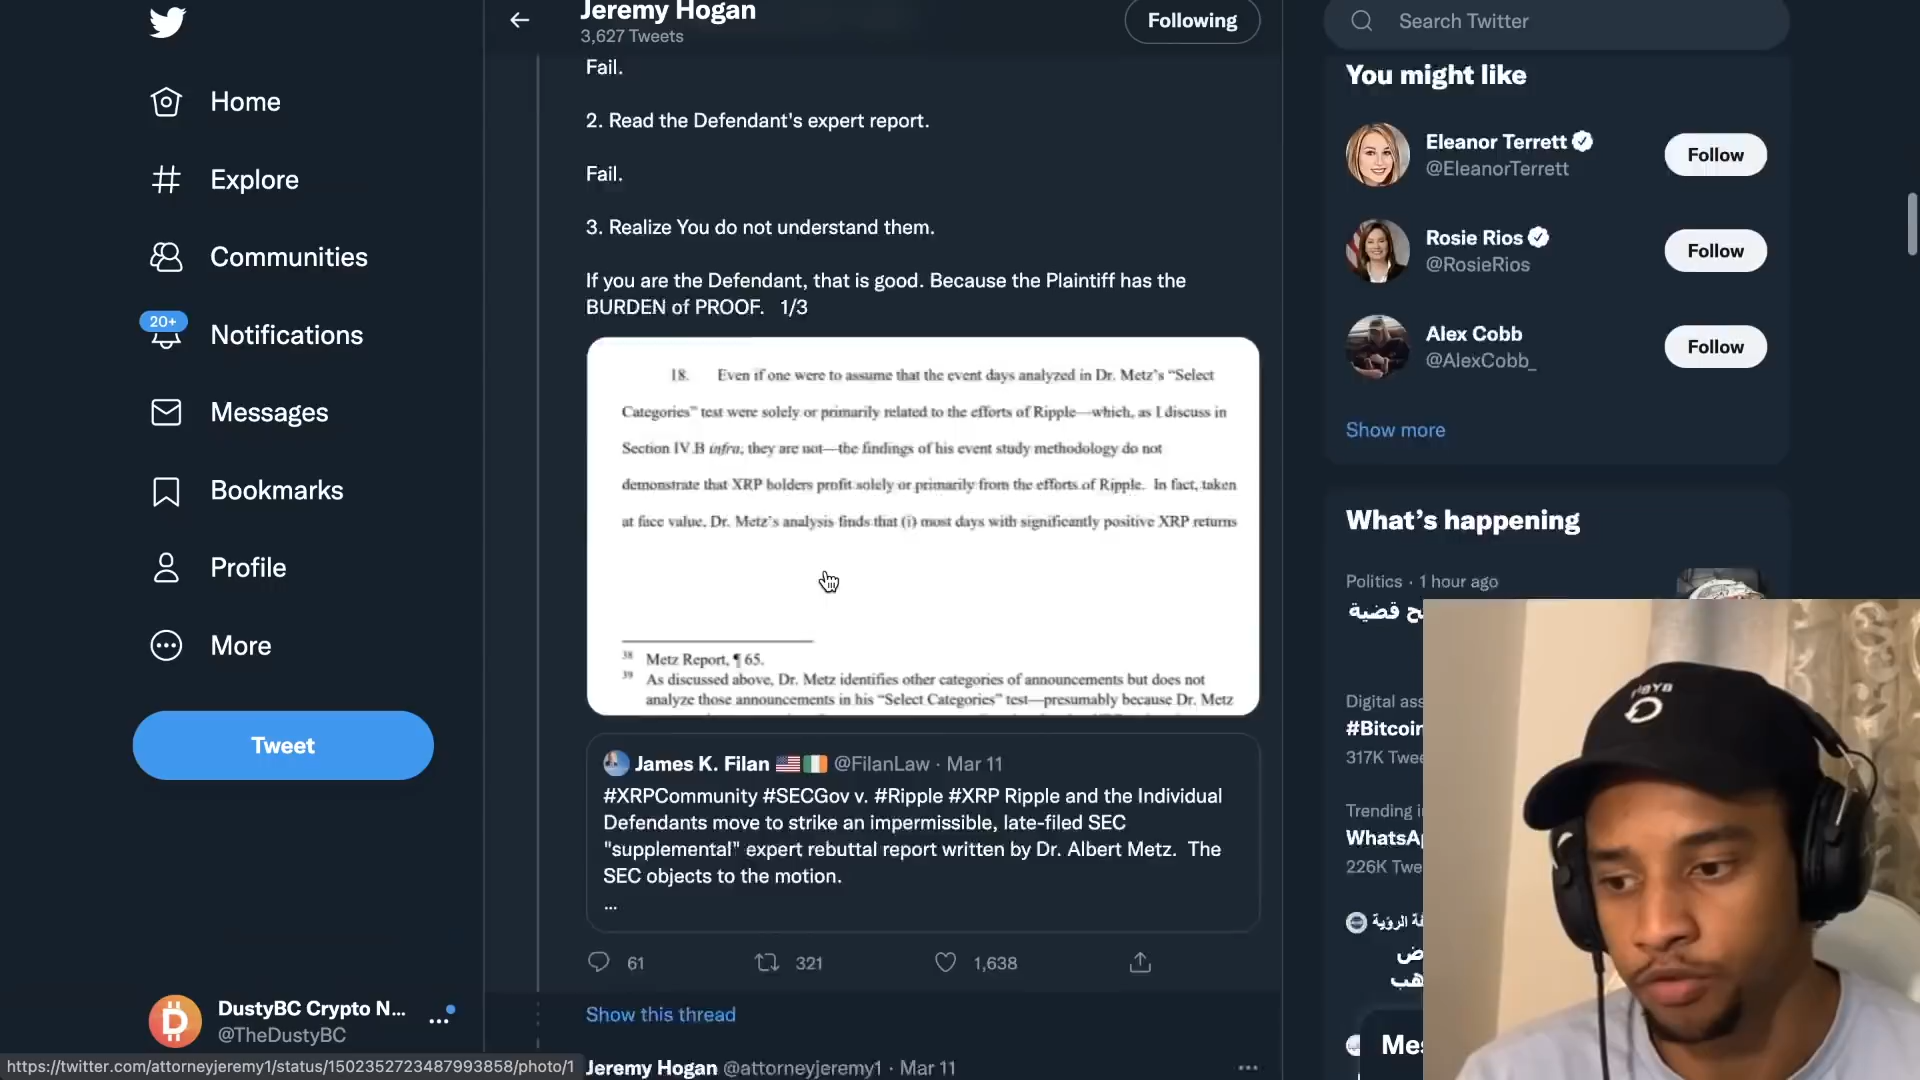 Home
Explore
Communities
20+
Notifications
Messages
Bookmarks
Profile
More
Tweet
DustyBC Crypto N...
@TheDustyBC
https://twitter.com/attorneyjeremy1/status/1502352723487993858/photo/1
Jeremy Hogan
3,627 Tweets
Following
Fail.
2. Read the Defendant's expert report.
Fail.
3. Realize You do not understand them.
If you are the Defendant, that is good. Because the Plaintiff has the
BURDEN of PROOF. 1/3
18. Even if one were to assume that the event days analyzed in Dr. Metz's “Select
Categories” test were solely or primarily related to the efforts of Ripple—which, as I discuss in
Section IV.B infra, they are not—the findings of his event study methodology do not
demonstrate that XRP holders profit solely or primarily from the efforts of Ripple. In fact, taken
at face value, Dr. Metz's analysis finds that (i) most days with significantly positive XRP returns
38 Metz Report, ¶ 65.
39 As discussed above, Dr. Metz identifies other categories of announcements but does not
analyze those announcements in his “Select Categories” test—presumably because Dr. Metz
James K. Filan 🇺🇸🇮🇪 @FilanLaw · Mar 11
#XRPCommunity #SECGov v. #Ripple #XRP Ripple and the Individual
Defendants move to strike an impermissible, late-filed SEC
"supplemental" expert rebuttal report written by Dr. Albert Metz. The
SEC objects to the motion.
...
61
321
1,638
Show this thread
Jeremy Hogan @attorneyjeremy1 · Mar 11
Search Twitter
You might like
Eleanor Terrett
@EleanorTerrett
Follow
Rosie Rios
@RosieRios
Follow
Alex Cobb
@AlexCobb_
Follow
Show more
What's happening
Politics · 1 hour ago
قضية
Digital ass
#Bitcoin
317K Twee
Trending i
WhatsAp
226K Twe
الرؤية
Mes